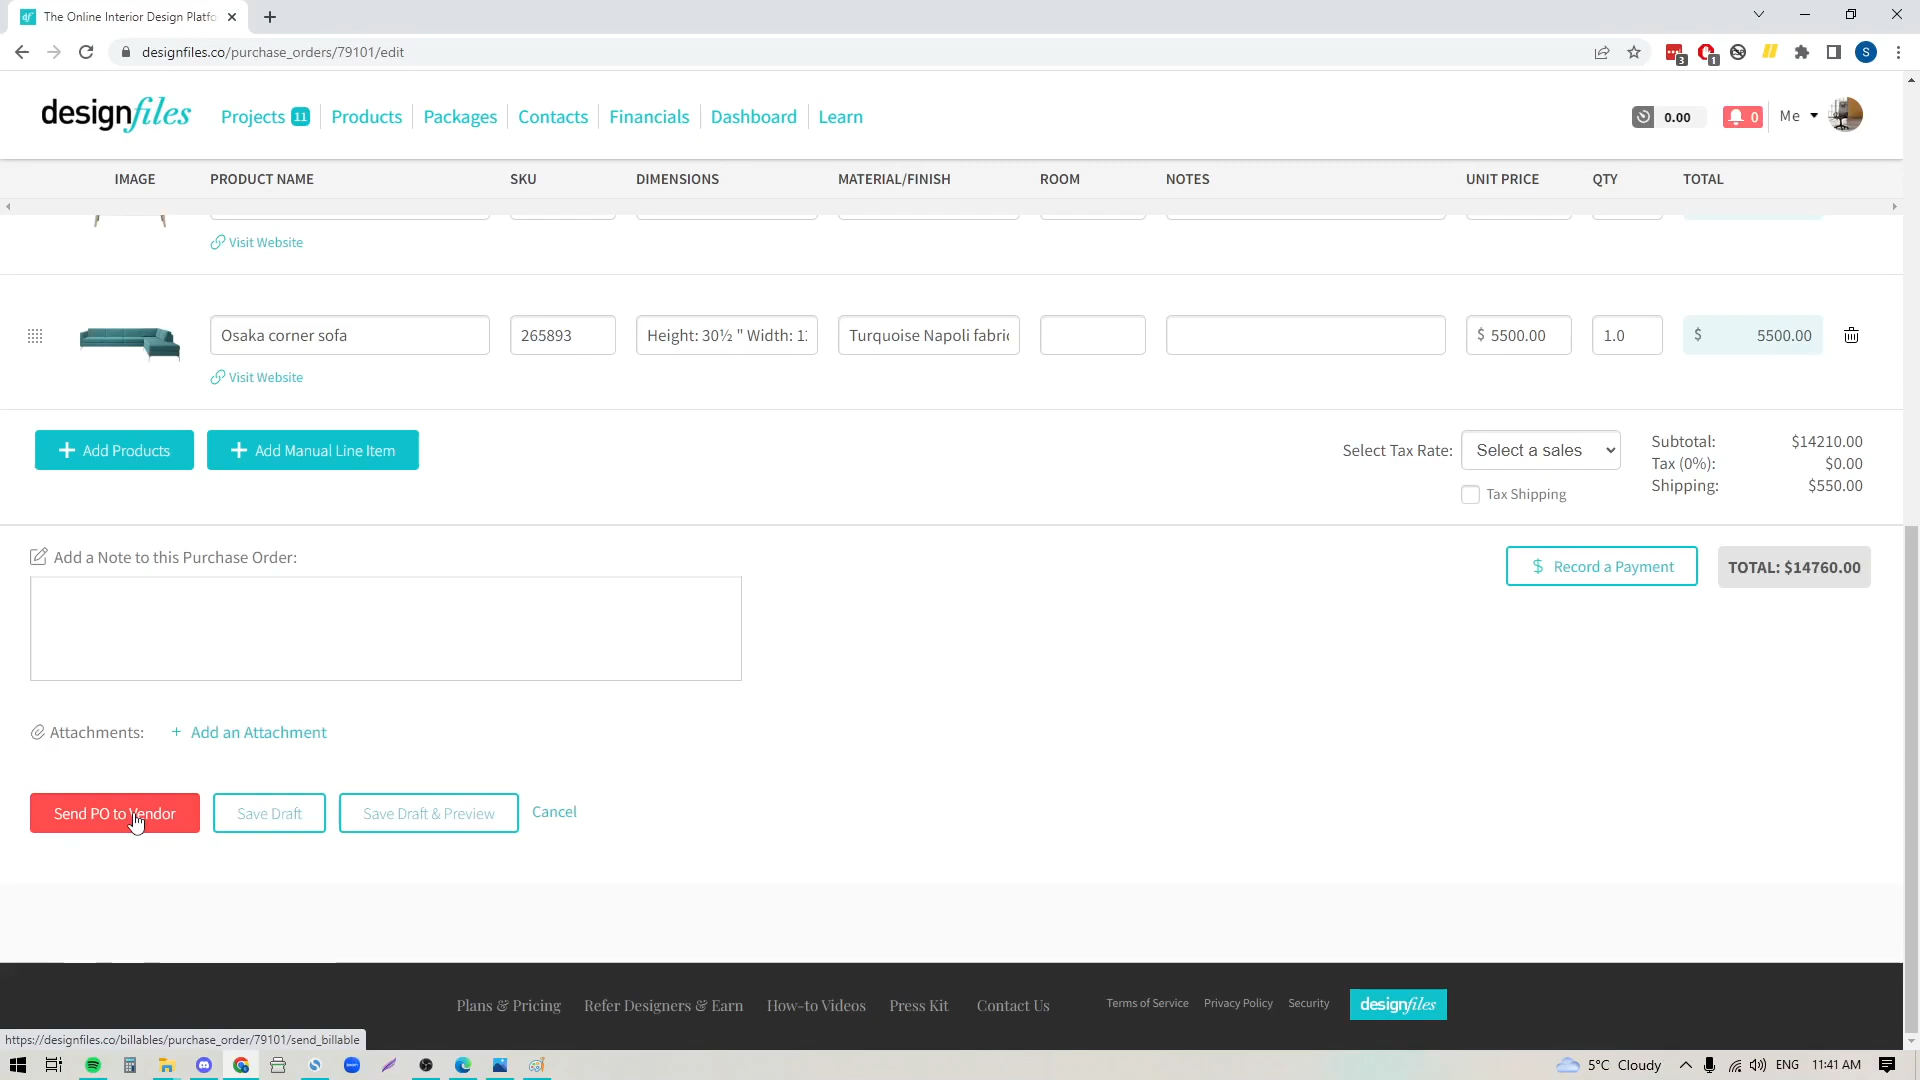 The Online Interior Design Platfo
designfiles.co/purchase_orders/79101/edit
3
1
S
designfiles
Projects 11
Products
Packages
Contacts
Financials
Dashboard
Learn
0.00
0
Me
IMAGE
PRODUCT NAME
SKU
DIMENSIONS
MATERIAL/FINISH
ROOM
NOTES
UNIT PRICE
QTY
TOTAL
Visit Website
Osaka corner sofa
265893
Height: 30½ " Width: 1
Turquoise Napoli fabric
$ 5500.00
1.0
$ 5500.00
Visit Website
+ Add Products
+ Add Manual Line Item
Select Tax Rate:
Select a sales
Tax Shipping
Subtotal: $14210.00
Tax (0%): $0.00
Shipping: $550.00
Add a Note to this Purchase Order:
$ Record a Payment
TOTAL: $14760.00
Attachments:
+ Add an Attachment
Send PO to Vendor
Save Draft
Save Draft & Preview
Cancel
Plans & Pricing
Refer Designers & Earn
How-to Videos
Press Kit
Contact Us
Terms of Service
Privacy Policy
Security
designfiles
https://designfiles.co/billables/purchase_order/79101/send_billable
5°C Cloudy
ENG
11:41 AM